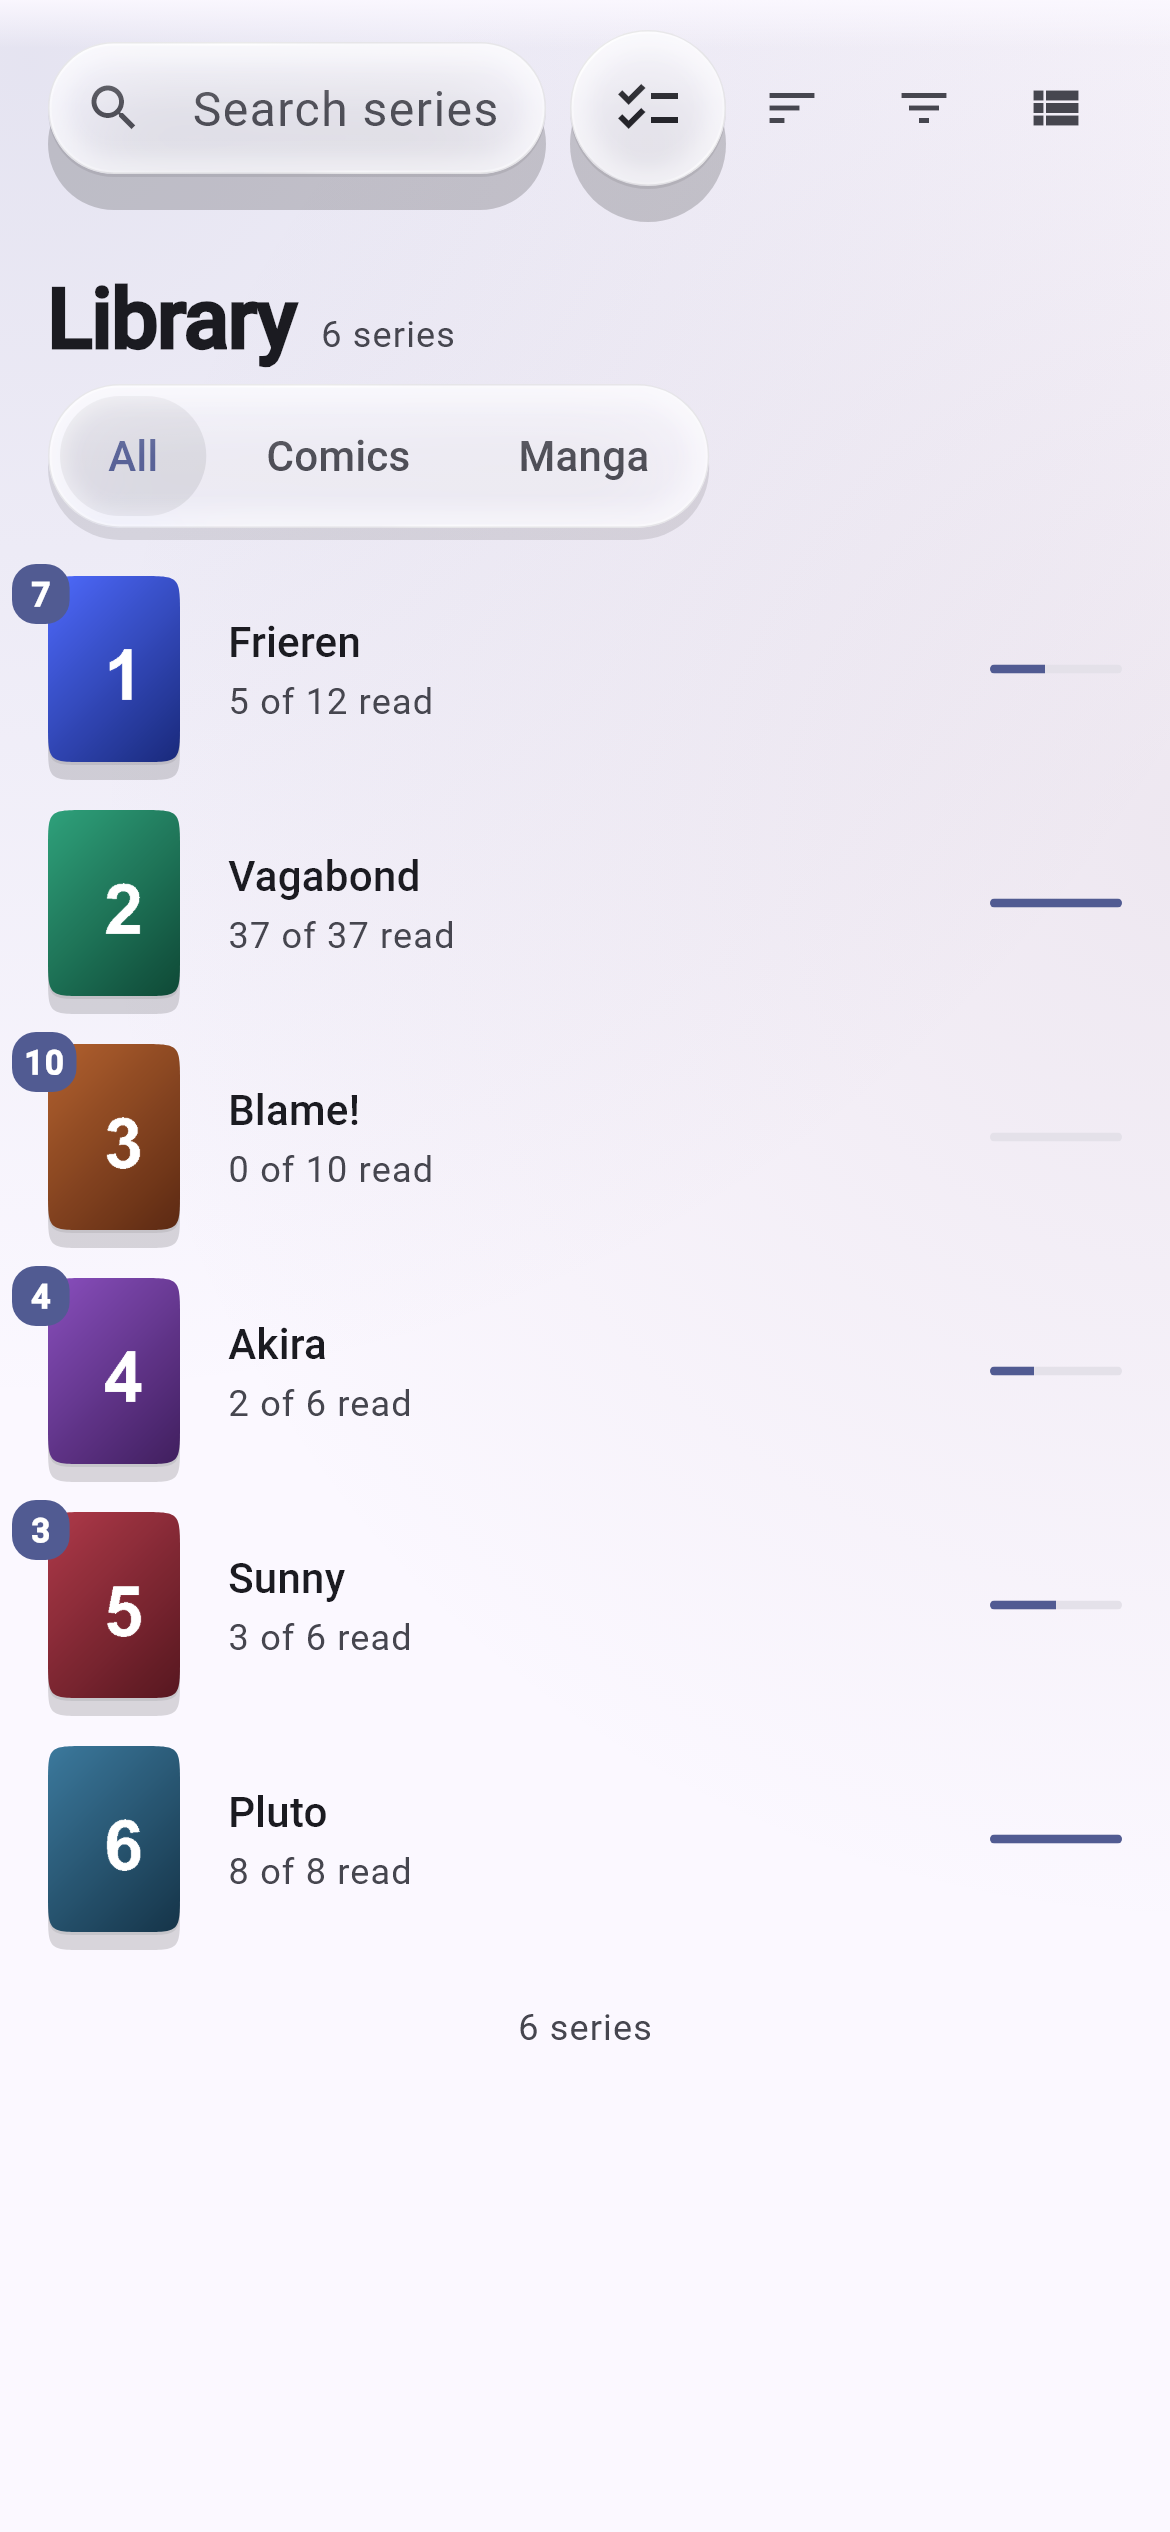 Search series
Library 6 series
All Comics Manga
7
1
Frieren
5 of 12 read
2
Vagabond
37 of 37 read
10
3
Blame!
0 of 10 read
4
4
Akira
2 of 6 read
3
5
Sunny
3 of 6 read
6
Pluto
8 of 8 read
6 series